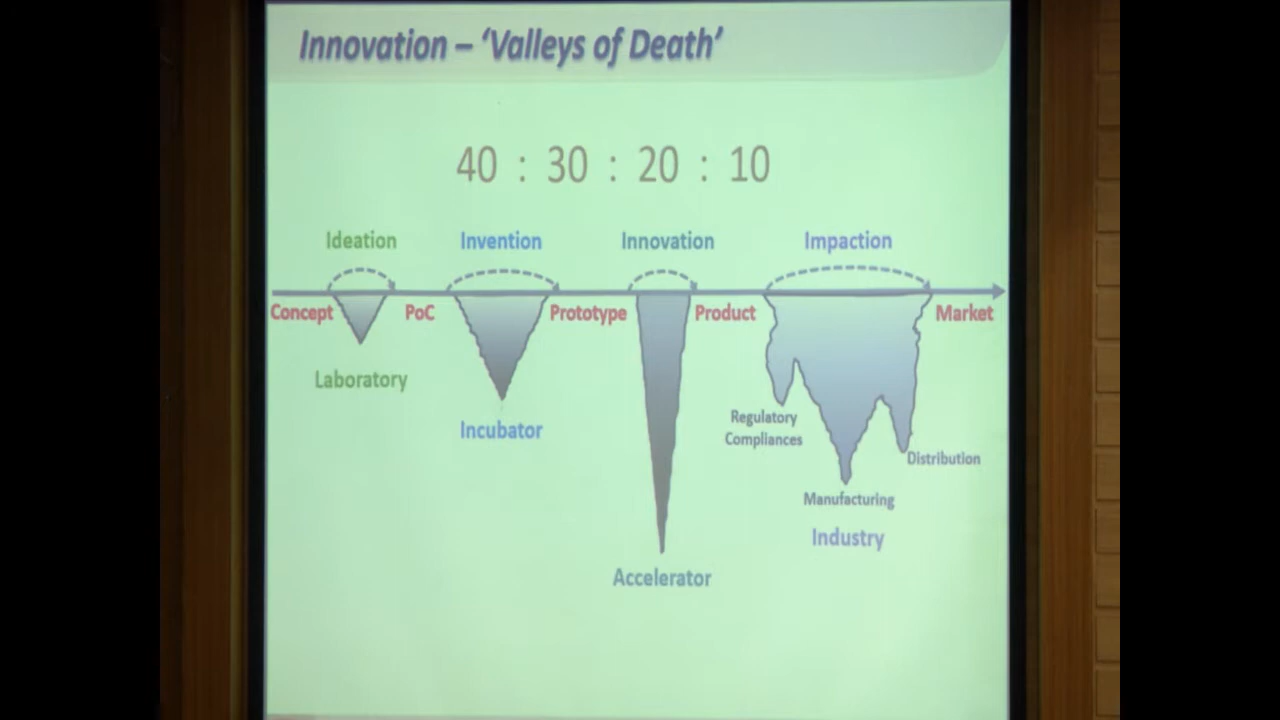 Innovation – ‘Valleys of Death’
40 : 30 : 20 : 10
Ideation Invention Innovation Impaction
Concept PoC Prototype Product Market
Laboratory
Incubator
Regulatory
Compliances
Distribution
Manufacturing
Industry
Accelerator